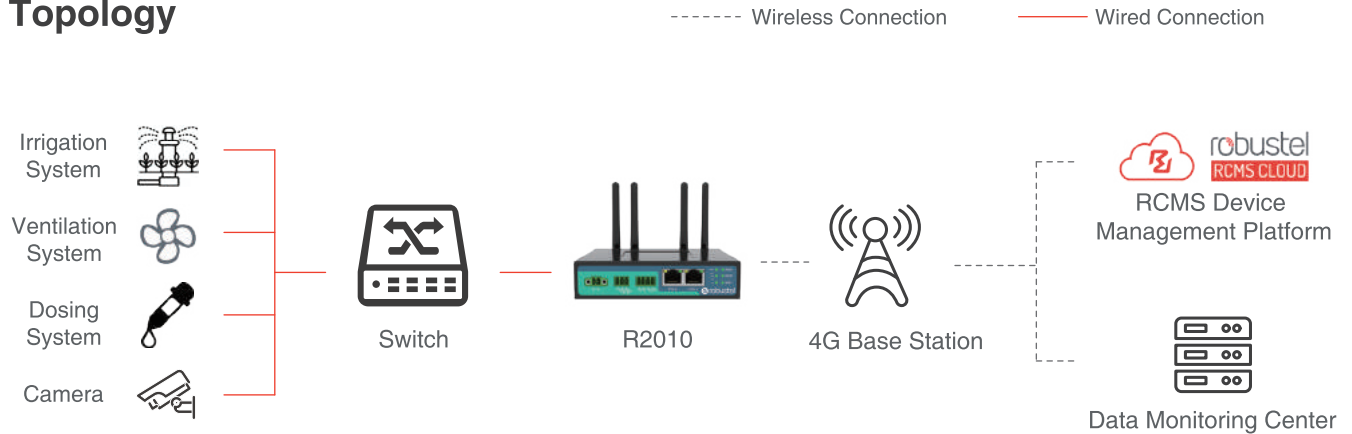 Topology
Wireless Connection
Wired Connection
Irrigation
System
Ventilation
System
Dosing
System
Camera
Switch
robustel
R2010
4G Base Station
robustel
RCMS CLOUD
RCMS Device
Management Platform
Data Monitoring Center